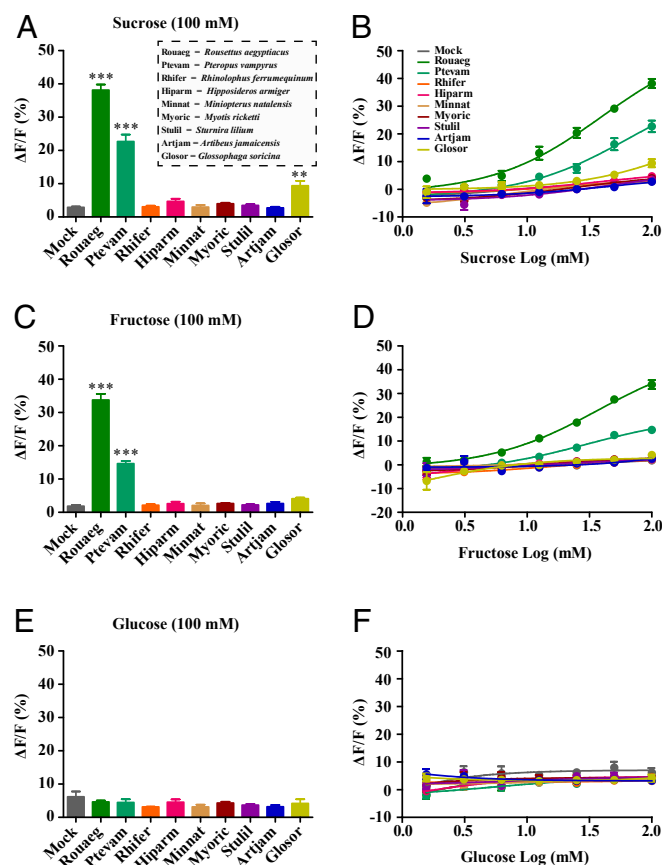 A
Sucrose (100 mM)
ΔF/F (%)
50
40
30
20
10
0
***
***
**
Rouaeg = Rousettus aegyptiacus
Ptevam = Pteropus vampyrus
Rhifer = Rhinolophus ferrumequinum
Hiparm = Hipposideros armiger
Minnat = Miniopterus natalensis
Myoric = Myotis ricketti
Stulil = Sturnira lilium
Artjam = Artibeus jamaicensis
Glosor = Glossophaga soricina
Mock
Rouaeg
Ptevam
Rhifer
Hiparm
Minnat
Myoric
Stulil
Artjam
Glosor
B
ΔF/F (%)
50
40
30
20
10
0
-10
Mock
Rouaeg
Ptevam
Rhifer
Hiparm
Minnat
Myoric
Stulil
Artjam
Glosor
0.0 0.5 1.0 1.5 2.0
Sucrose Log (mM)
C
Fructose (100 mM)
ΔF/F (%)
50
40
30
20
10
0
***
***
Mock
Rouaeg
Ptevam
Rhifer
Hiparm
Minnat
Myoric
Stulil
Artjam
Glosor
D
ΔF/F (%)
50
40
30
20
10
0
-10
20
0.0 0.5 1.0 1.5 2.0
Fructose Log (mM)
E
Glucose (100 mM)
ΔF/F (%)
50
40
30
20
10
0
Mock
Rouaeg
Ptevam
Rhifer
Hiparm
Minnat
Myoric
Stulil
Artjam
Glosor
F
ΔF/F (%)
50
40
30
20
10
0
-10
0.0 0.5 1.0 1.5 2.0
Glucose Log (mM)